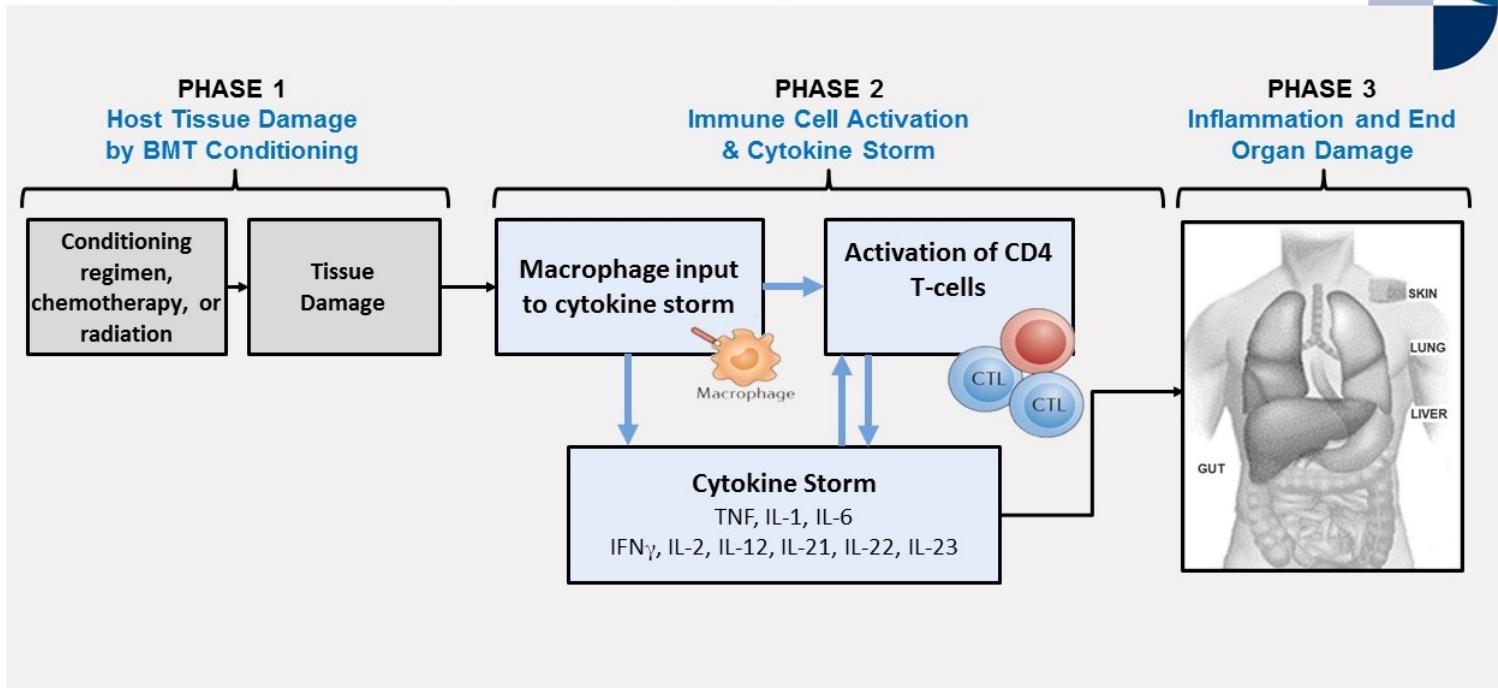 PHASE 1
Host Tissue Damage
by BMT Conditioning
PHASE 2
Immune Cell Activation
& Cytokine Storm
PHASE 3
Inflammation and End
Organ Damage
Conditioning
regimen,
chemotherapy, or
radiation
Tissue
Damage
Macrophage input
to cytokine storm
Macrophage
Activation of CD4
T-cells
CTL
CTL
Cytokine Storm
TNF, IL-1, IL-6
IFNγ, IL-2, IL-12, IL-21, IL-22, IL-23
SKIN
LUNG
LIVER
GUT